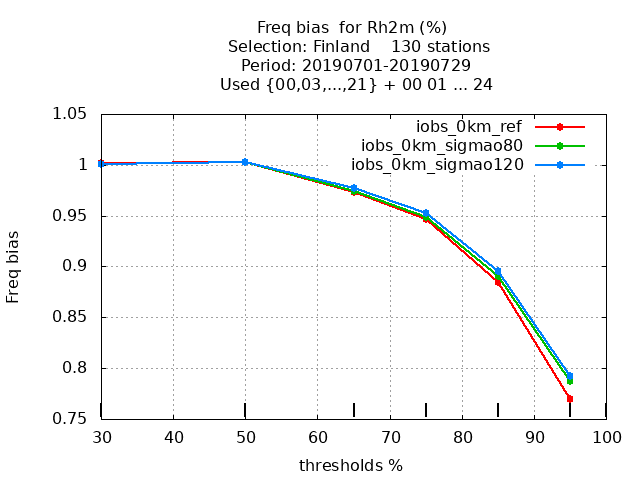 Freq bias  for Rh2m (%)
Selection: Finland    130 stations
Period: 20190701-20190729
Used {00,03,...,21} + 00 01 ... 24
iobs_0km_ref
iobs_0km_sigmao80
iobs_0km_sigmao120
1.05
1
0.95
0.9
0.85
0.8
0.75
Freq bias
30 40 50 60 70 80 90 100
thresholds %